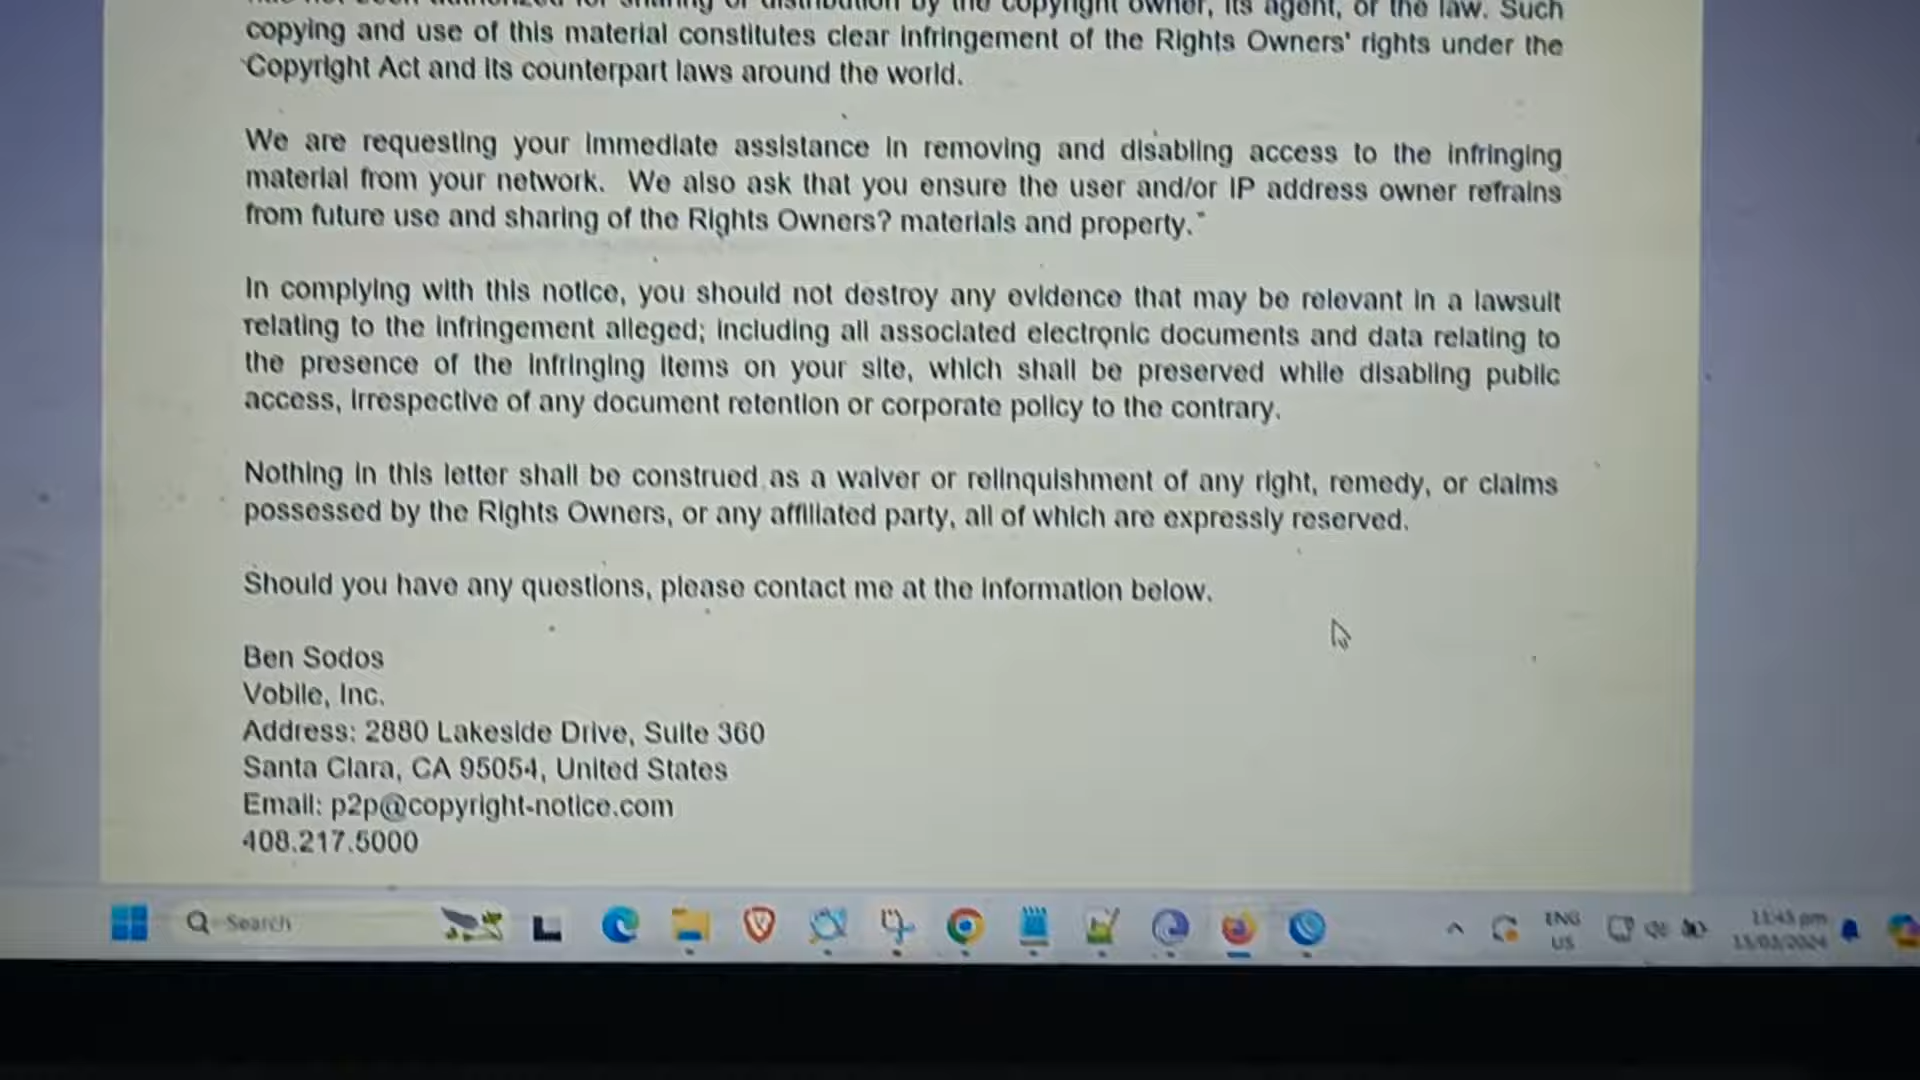 copying and use of this material constitutes clear infringement of the Rights Owners' rights under the
Copyright Act and its counterpart laws around the world.
We are requesting your immediate assistance in removing and disabling access to the infringing
material from your network. We also ask that you ensure the user and/or IP address owner refrains
from future use and sharing of the Rights Owners? materials and property."
In complying with this notice, you should not destroy any evidence that may be relevant in a lawsuit
relating to the infringement alleged; including all associated electronic documents and data relating to
the presence of the infringing items on your site, which shall be preserved while disabling public
access, irrespective of any document retention or corporate policy to the contrary.
Nothing in this letter shall be construed as a waiver or relinquishment of any right, remedy, or claims
possessed by the Rights Owners, or any affiliated party, all of which are expressly reserved.
Should you have any questions, please contact me at the information below.
Ben Sodos
Vobile, Inc.
Address: 2880 Lakeside Drive, Suite 360
Santa Clara, CA 95054, United States
Email: p2p@copyright-notice.com
408.217.5000
Search
ENG
US